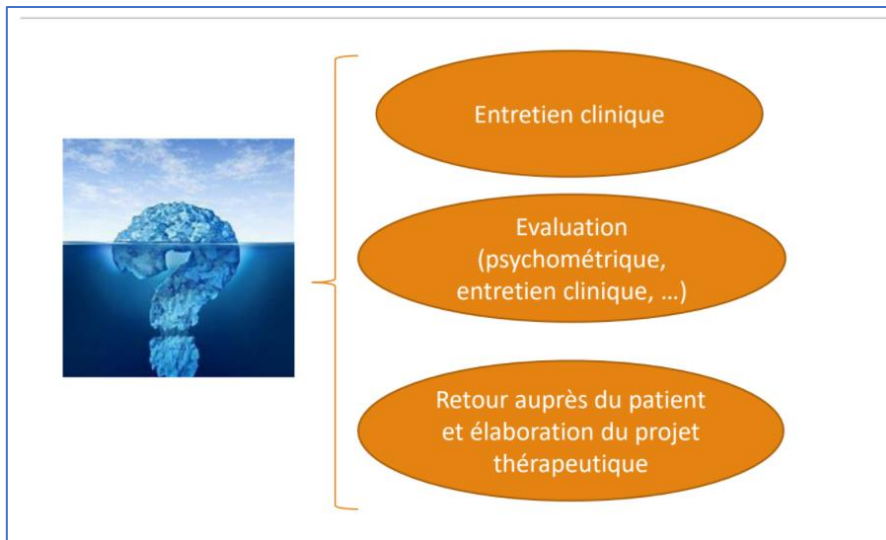 Entretien clinique
Evaluation
(psychométrique,
entretien clinique, …)
Retour auprès du patient
et élaboration du projet
thérapeutique